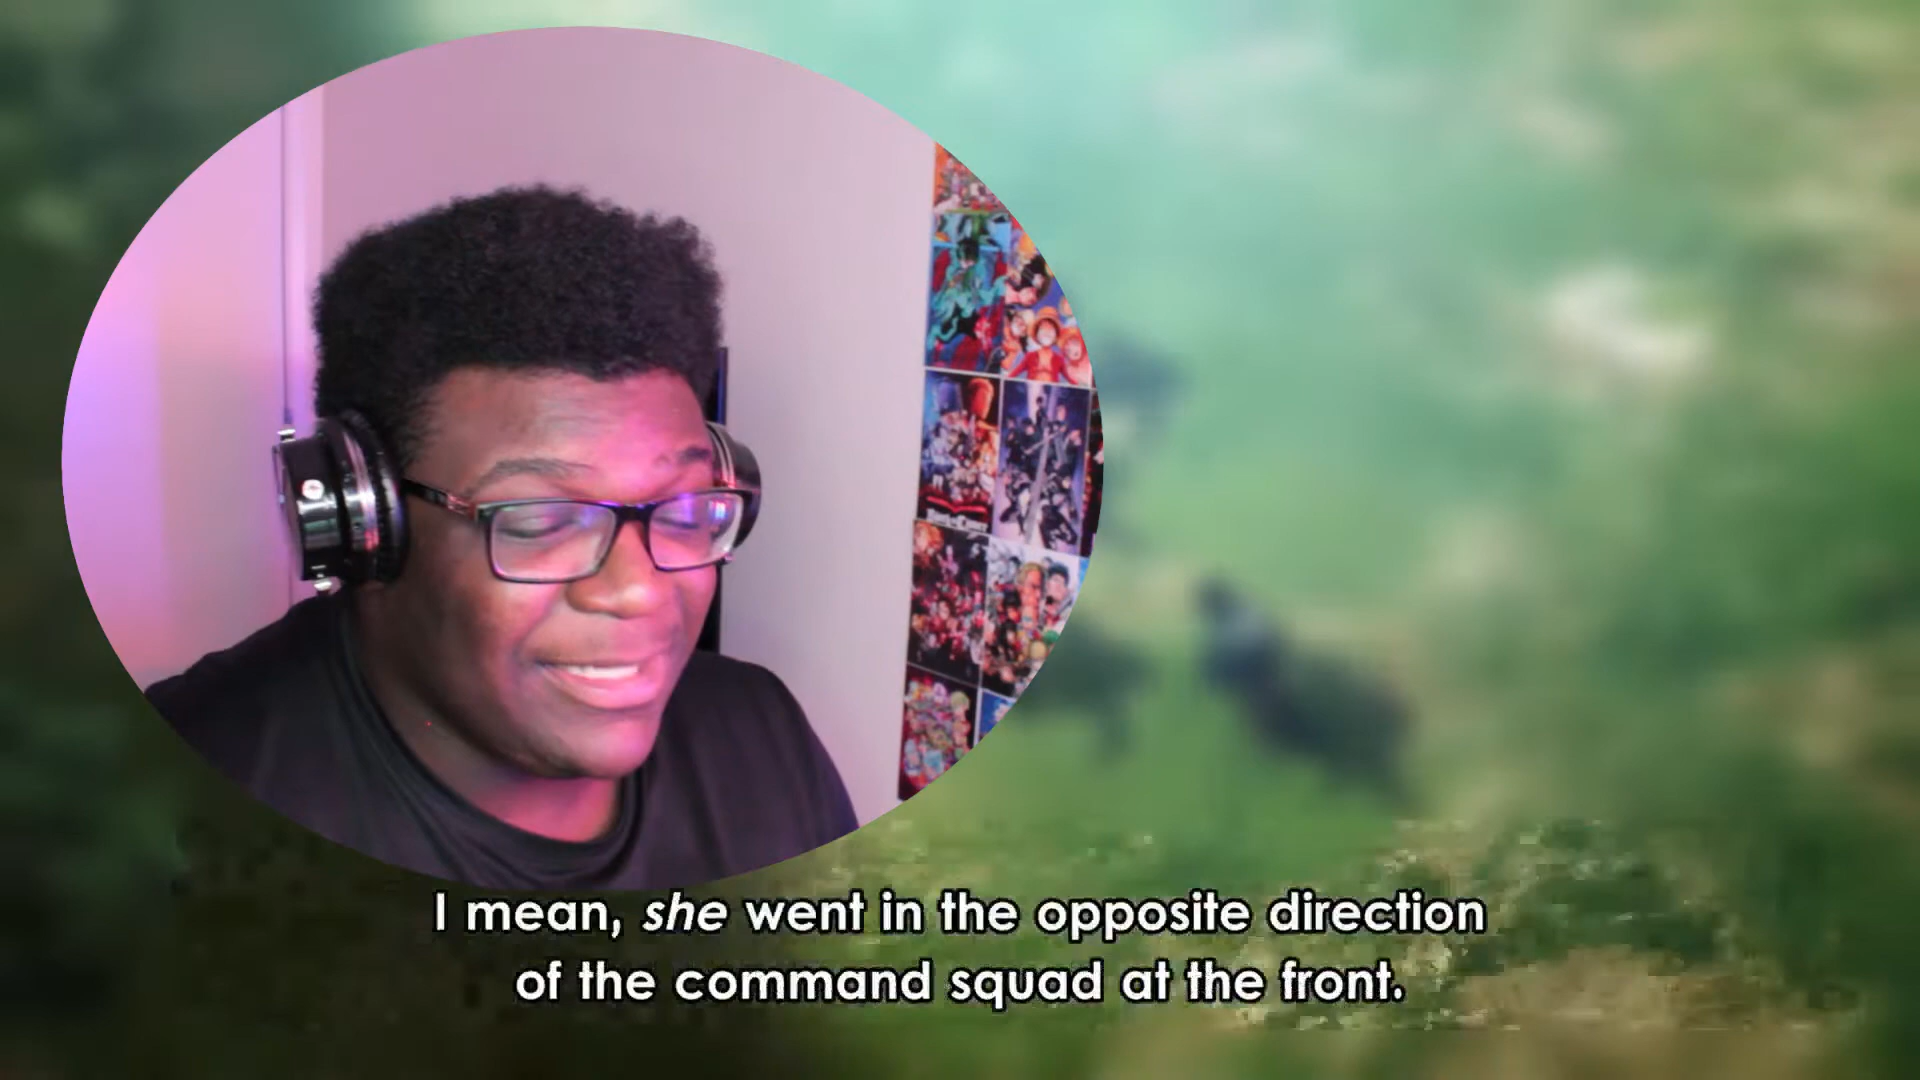 I mean, she went in the opposite direction
of the command squad at the front.